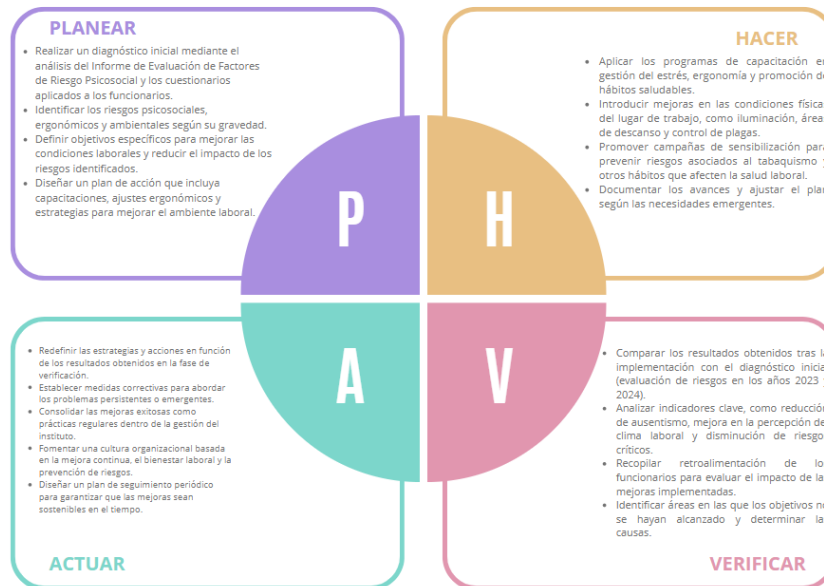 PLANEAR
• Realizar un diagnóstico inicial mediante el
análisis del Informe de Evaluación de Factores
de Riesgo Psicosocial y los cuestionarios
aplicados a los funcionarios.
• Identificar los riesgos psicosociales,
ergonómicos y ambientales según su gravedad.
• Definir objetivos específicos para mejorar las
condiciones laborales y reducir el impacto de los
riesgos identificados.
• Diseñar un plan de acción que incluya
capacitaciones, ajustes ergonómicos y
estrategias para mejorar el ambiente laboral.
HACER
• Aplicar los programas de capacitación en
gestión del estrés, ergonomía y promoción de
hábitos saludables.
• Introducir mejoras en las condiciones física
del lugar de trabajo, como iluminación, área
de descanso y control de plagas.
• Promover campañas de sensibilización para
prevenir riesgos asociados al tabaquismo y
otros hábitos que afecten la salud laboral.
• Documentar los avances y ajustar el plan
según las necesidades emergentes.
P
H
A
V
• Redefinir las estrategias y acciones en función
de los resultados obtenidos en la fase de
verificación.
• Establecer medidas correctivas para abordar
los problemas persistentes o emergentes.
• Consolidar las mejoras exitosas como
prácticas regulares dentro de la gestión del
instituto.
• Fomentar una cultura organizacional basada
en la mejora continua, el bienestar laboral y la
prevención de riesgos.
• Diseñar un plan de seguimiento periódico
para garantizar que las mejoras sean
sostenibles en el tiempo.
ACTUAR
• Comparar los resultados obtenidos tras la
implementación con el diagnóstico inicia
(evaluación de riesgos en los años 2023 y
2024).
• Analizar indicadores clave, como reducción
de ausentismo, mejora en la percepción de
clima laboral y disminución de riesgo
críticos.
• Recopilar retroalimentación de lo
funcionarios para evaluar el impacto de la
mejoras implementadas.
• Identificar áreas en las que los objetivos no
se hayan alcanzado y determinar la
causas.
VERIFICAR